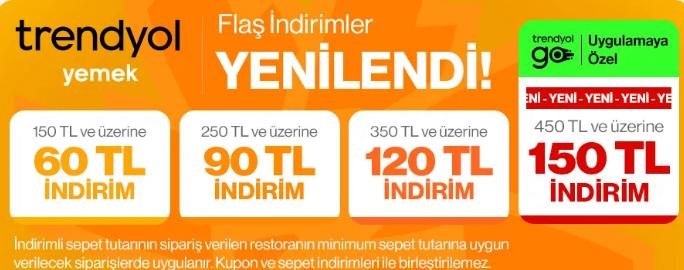 trendyol
yemek
Flaş İndirimler
YENİLENDİ!
trendyol
go
Uygulamaya
Özel
ENİ - YENİ - YENİ - YENİ - YE
150 TL ve üzerine
60 TL
İNDİRİM
250 TL ve üzerine
90 TL
İNDİRİM
350 TL ve üzerine
120 TL
İNDİRİM
450 TL ve üzerine
150 TL
İNDİRİM
İndirimli sepet tutarının sipariş verilen restoranın minimum sepet tutarına uygun
verilecek siparişlerde uygulanır. Kupon ve sepet indirimleri ile birleştirilemez.